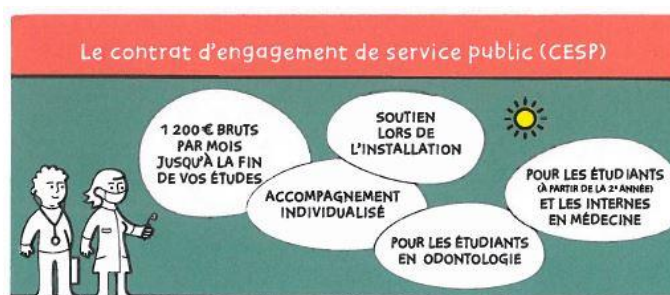 Le contrat d'engagement de service public (CESP)
1 200 € BRUTS
PAR MOIS
JUSQU'À LA FIN
DE VOS ÉTUDES
SOUTIEN
LORS DE
L'INSTALLATION
ACCOMPAGNEMENT
INDIVIDUALISÉ
POUR LES ÉTUDIANTS
EN ODONTOLOGIE
POUR LES ÉTUDIANTS
(À PARTIR DE LA 2e ANNÉE)
ET LES INTERNES
EN MÉDECINE